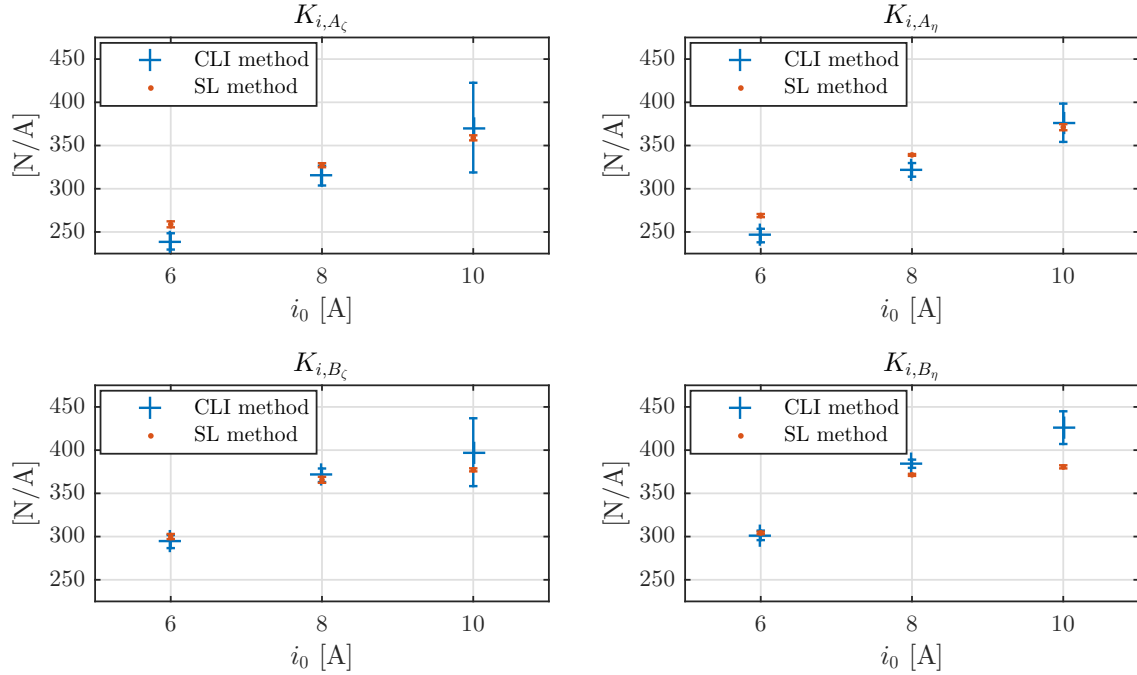 K_{i,A_ζ}
450
400
350
300
250
[N/A]
CLI method
SL method
6 8 10
i_0 [A]
K_{i,A_η}
450
400
350
300
250
[N/A]
CLI method
SL method
6 8 10
i_0 [A]
K_{i,B_ζ}
450
400
350
300
250
[N/A]
CLI method
SL method
6 8 10
i_0 [A]
K_{i,B_η}
450
400
350
300
250
[N/A]
CLI method
SL method
6 8 10
i_0 [A]